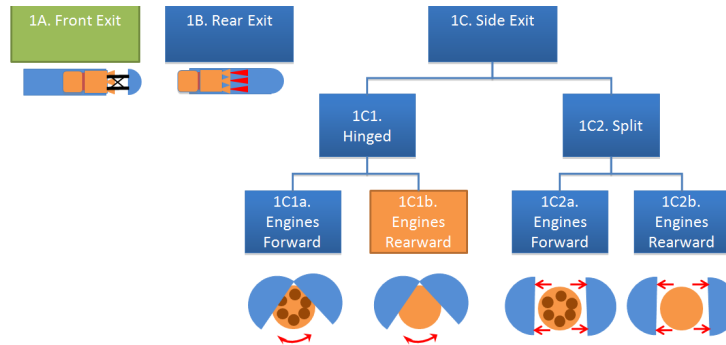 1A. Front Exit
1B. Rear Exit
1C. Side Exit
1C1.
Hinged
1C2. Split
1C1a.
Engines
Forward
1C1b.
Engines
Rearward
1C2a.
Engines
Forward
1C2b.
Engines
Rearward